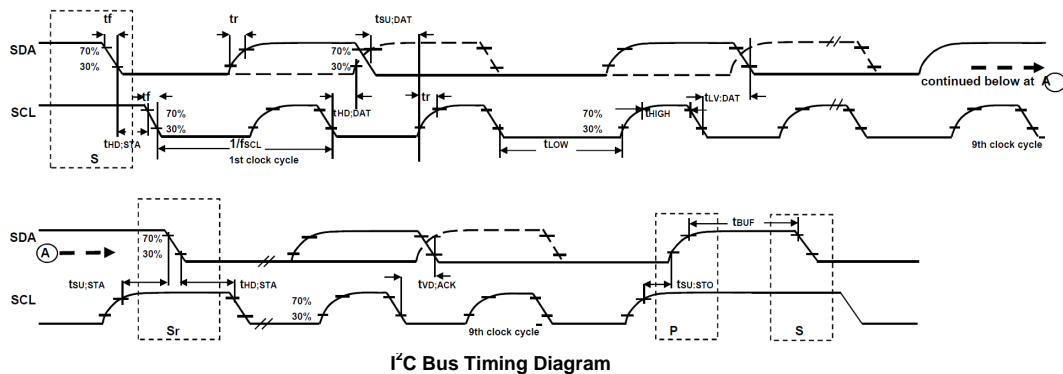 tf
tr
tSU;DAT
SDA
70%
30%
70%
30%
continued below at A
tf
tHD;DAT
tr
tHIGH
tLV:DAT
SCL
70%
30%
70%
30%
tHD;STA
1/fSCL
tLOW
S
1st clock cycle
9th clock cycle
tBUF
SDA
A
70%
30%
tSU;STA
tHD;STA
tVD;ACK
tSU:STO
SCL
70%
30%
9th clock cycle
Sr
P
S
I²C Bus Timing Diagram